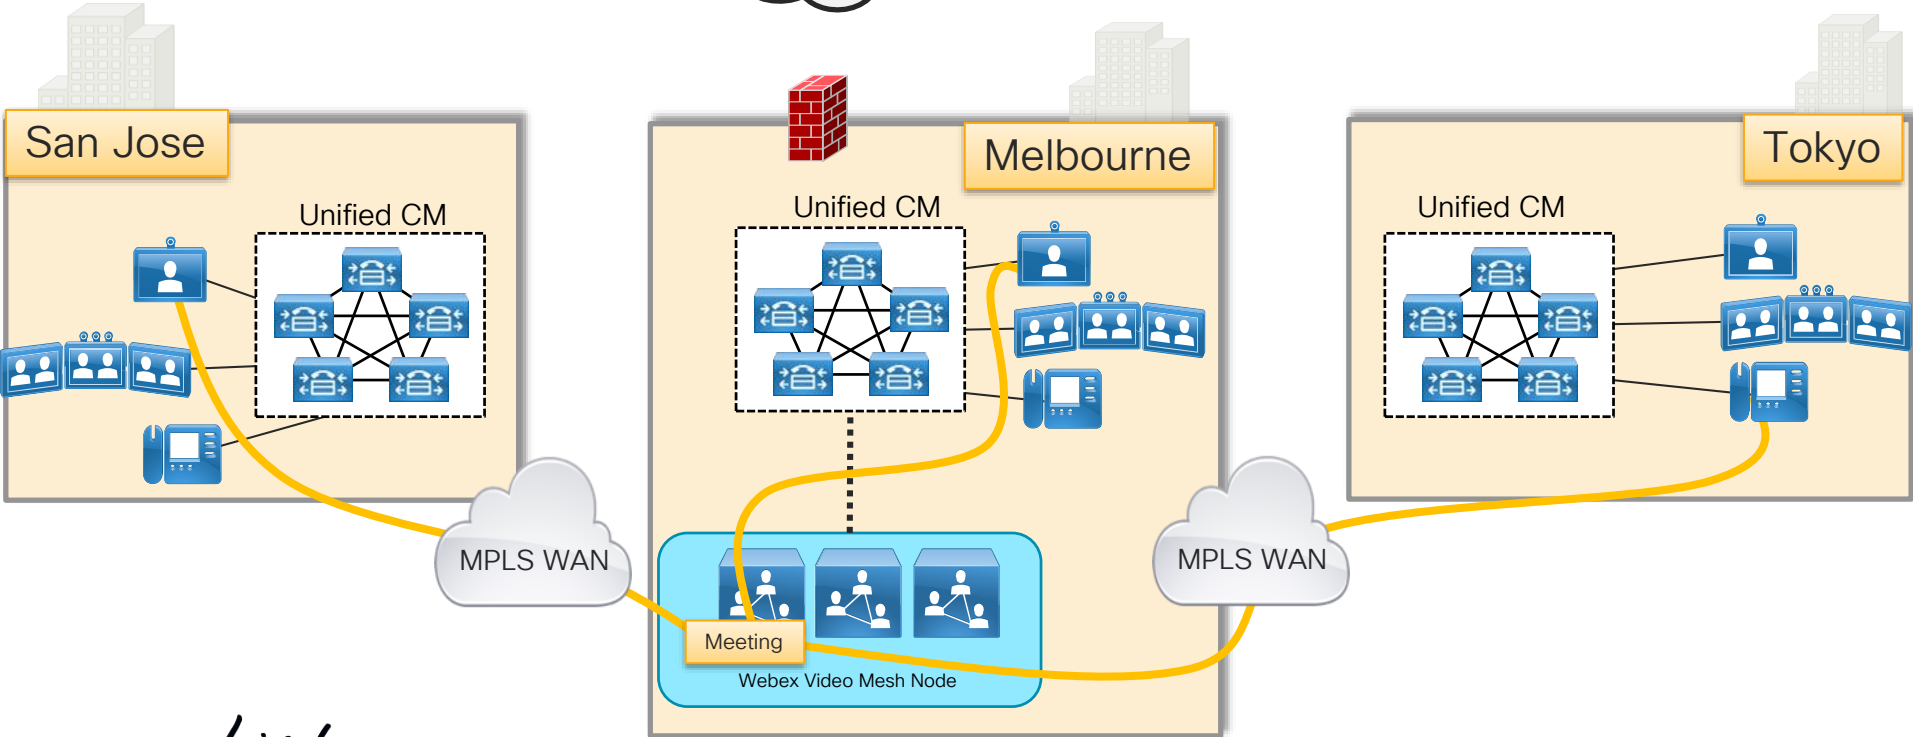 San Jose
Melbourne
Tokyo
Unified CM
Unified CM
Unified CM
MPLS WAN
MPLS WAN
Meeting
Webex Video Mesh Node